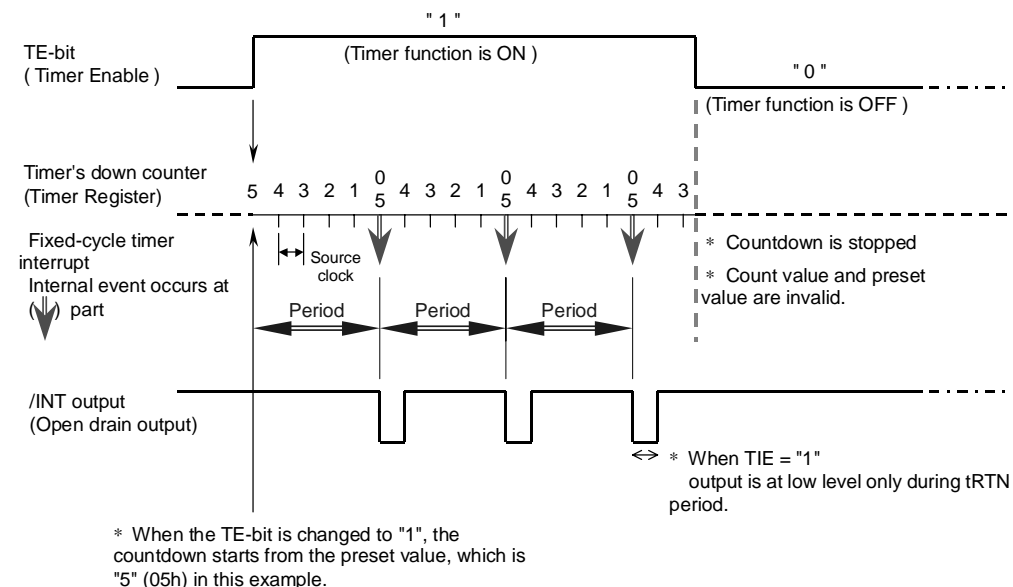 " 1 "
TE-bit
( Timer Enable )
(Timer function is ON )
" 0 "
(Timer function is OFF )
Timer's down counter
(Timer Register)
5 4 3 2 1 0 5 4 3 2 1 0 5 4 3 2 1 0 5 4 3
Fixed-cycle timer
interrupt
Internal event occurs at
( ) part
Source
clock
* Countdown is stopped
* Count value and preset
value are invalid.
Period Period Period
/INT output
(Open drain output)
* When TIE = "1"
output is at low level only during tRTN
period.
* When the TE-bit is changed to "1", the
countdown starts from the preset value, which is
"5" (05h) in this example.